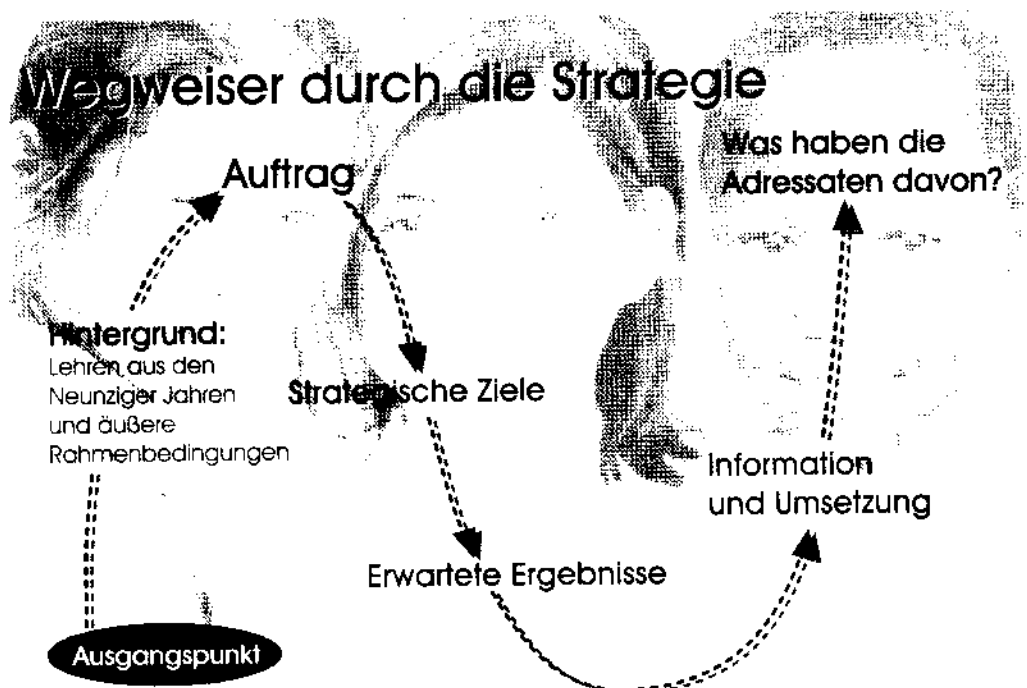 Wegweiser durch die Strategie
Auftrag
Was haben die
Adressaten davon?
Hintergrund:
Lehren aus den
Neunziger Jahren
und äußere
Rahmenbedingungen
Strategische Ziele
Information
und Umsetzung
Erwartete Ergebnisse
Ausgangspunkt